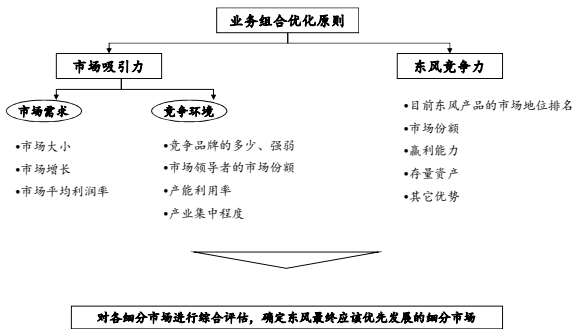 业务组合优化原则
市场吸引力
东风竞争力
市场需求
竞争环境
•市场大小
•市场增长
•市场平均利润率
•竞争品牌的多少、强弱
•市场领导者的市场份额
•产能利用率
•产业集中程度
•目前东风产品的市场地位排名
•市场份额
•赢利能力
•存量资产
•其它优势
对各细分市场进行综合评估，确定东风最终应该优先发展的细分市场